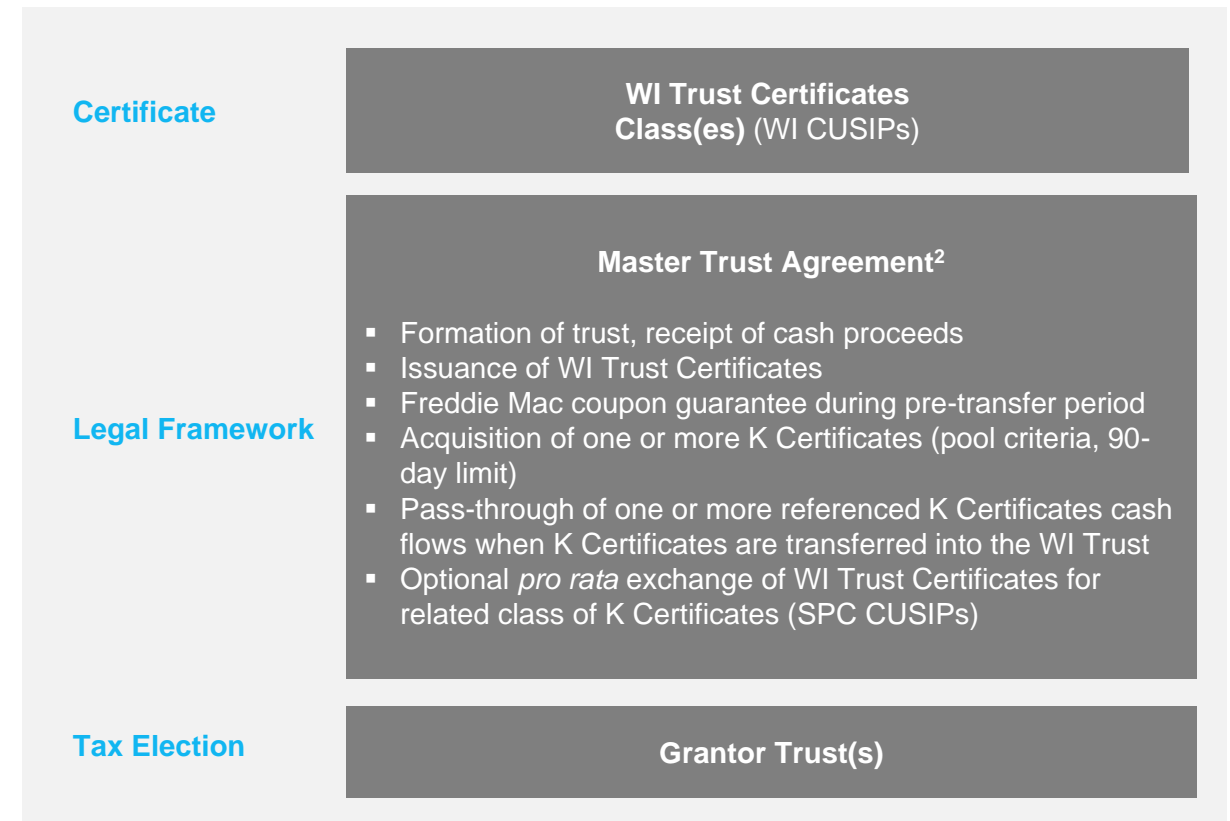 Certificate
WI Trust Certificates
Class(es) (WI CUSIPs)
Legal Framework
Master Trust Agreement²
▪ Formation of trust, receipt of cash proceeds
▪ Issuance of WI Trust Certificates
▪ Freddie Mac coupon guarantee during pre-transfer period
▪ Acquisition of one or more K Certificates (pool criteria, 90-
day limit)
▪ Pass-through of one or more referenced K Certificates cash
flows when K Certificates are transferred into the WI Trust
▪ Optional pro rata exchange of WI Trust Certificates for
related class of K Certificates (SPC CUSIPs)
Tax Election
Grantor Trust(s)